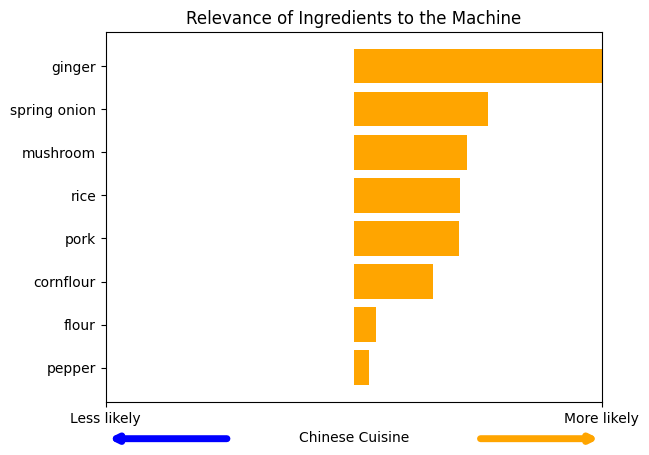 Relevance of Ingredients to the Machine
ginger
spring onion
mushroom
rice
pork
cornflour
flour
pepper
Less likely
More likely
Chinese Cuisine